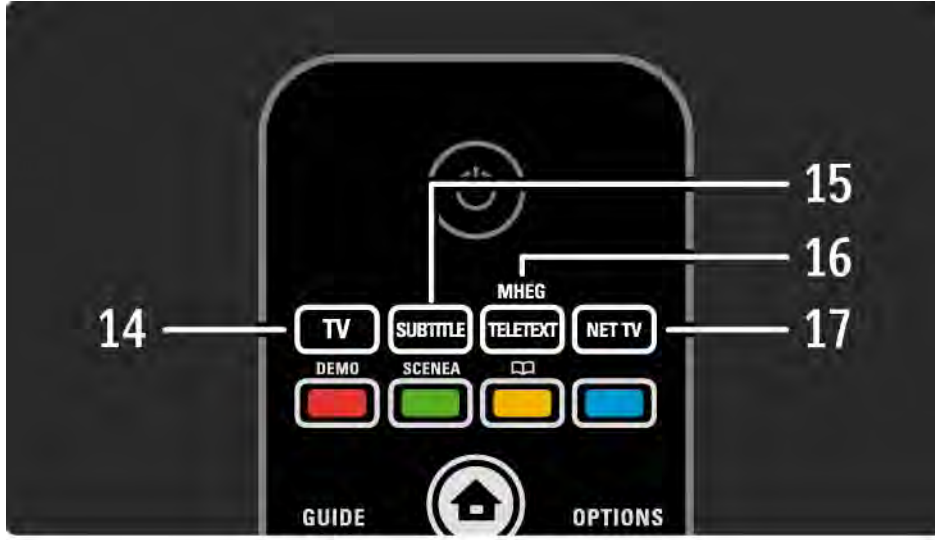 15
16
MHEG
14 TV SUBTITLE TELETEXT NET TV 17
DEMO SCENEA
GUIDE OPTIONS